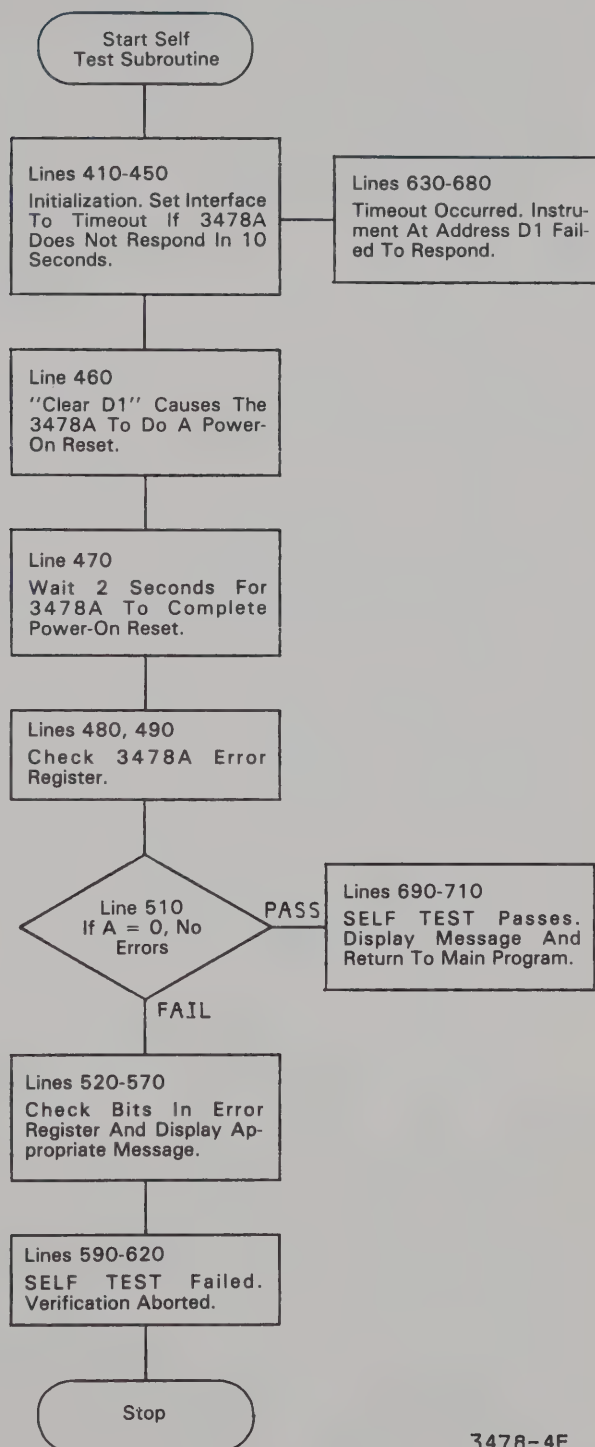 Start Self
Test Subroutine
Lines 410-450
Initialization. Set Interface
To Timeout If 3478A
Does Not Respond In 10
Seconds.
Lines 630-680
Timeout Occurred. Instru-
ment At Address D1 Fail-
ed To Respond.
Line 460
"Clear D1" Causes The
3478A To Do A Power-
On Reset.
Line 470
Wait 2 Seconds For
3478A To Complete
Power-On Reset.
Lines 480, 490
Check 3478A Error
Register.
Line 510
If A = 0, No
Errors
PASS
Lines 690-710
SELF TEST Passes.
Display Message And
Return To Main Program.
FAIL
Lines 520-570
Check Bits In Error
Register And Display Ap-
propriate Message.
Lines 590-620
SELF TEST Failed.
Verification Aborted.
Stop
3478-4F